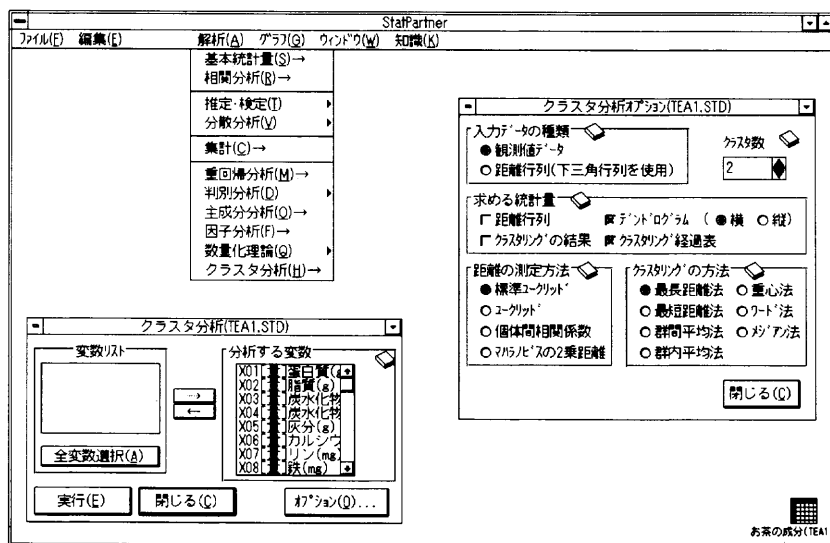 StatPartner
ファイル(F) 編集(E) 解析(A) グラフ(G) ウィンドウ(W) 知識(K)
基本統計量(S)→
相関分析(R)→
推定・検定(T)
分散分析(V)
集計(C)→
重回帰分析(M)→
判別分析(D)
主成分分析(O)→
因子分析(F)→
数量化理論(Q)
クラスタ分析(H)→
クラスタ分析オプション(TEA1.STD)
入力データの種類
観測値データ
距離行列(下三角行列を使用)
クラスタ数
2
求める統計量
距離行列 デンドログラム (横 縦)
クラスタリングの結果 クラスタリング経過表
距離の測定方法
標準ユークリッド
ユークリッド
個体間相関係数
マハラノビスの2乗距離
クラスタリングの方法
最長距離法 重心法
最短距離法 ワード法
群間平均法 メジアン法
群内平均法
閉じる(C)
クラスタ分析(TEA1.STD)
変数リスト
全変数選択(A)
→
←
分析する変数
X01 蛋白質(g
X02 脂質(g)
X03 炭水化物
X04 炭水化物
X05 灰分(g)
X06 カルシウ
X07 リン(mg)
X08 鉄(mg)
実行(E) 閉じる(C) オプション(O)...
お茶の成分(TEA1